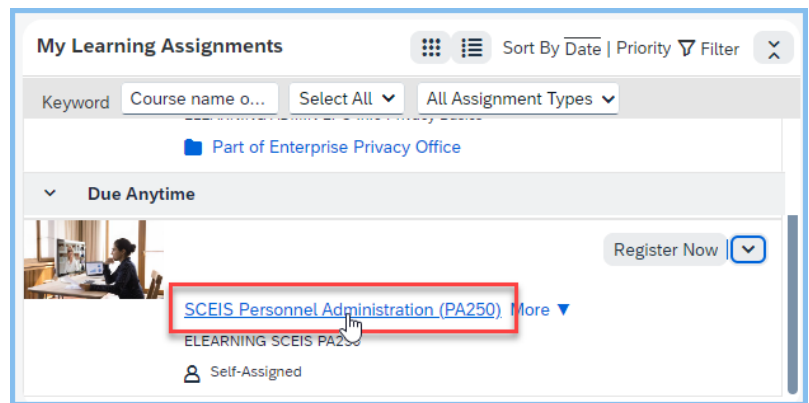 My Learning Assignments Sort By Date | Priority Filter
Keyword Course name o... Select All All Assignment Types
Part of Enterprise Privacy Office
Due Anytime
Register Now
SCEIS Personnel Administration (PA250) More ▼
ELEARNING SCEIS PA250
Self-Assigned